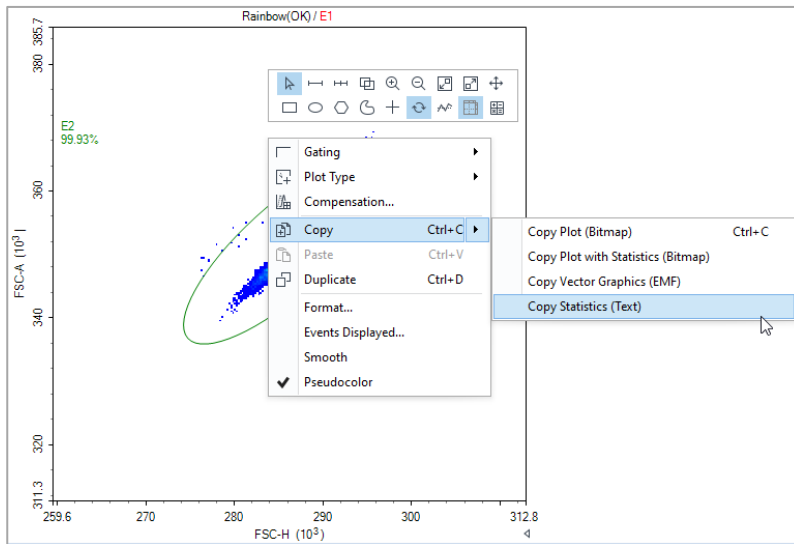 Rainbow(OK) / E1
385.7
380
360
340
320
311.3
FSC-A (10³)
E2
99.93%
Gating
Plot Type
Compensation...
Copy Ctrl+C
Paste Ctrl+V
Duplicate Ctrl+D
Format...
Events Displayed...
Smooth
Pseudocolor
Copy Plot (Bitmap) Ctrl+C
Copy Plot with Statistics (Bitmap)
Copy Vector Graphics (EMF)
Copy Statistics (Text)
259.6 270 280 290 300 312.8
FSC-H (10³)